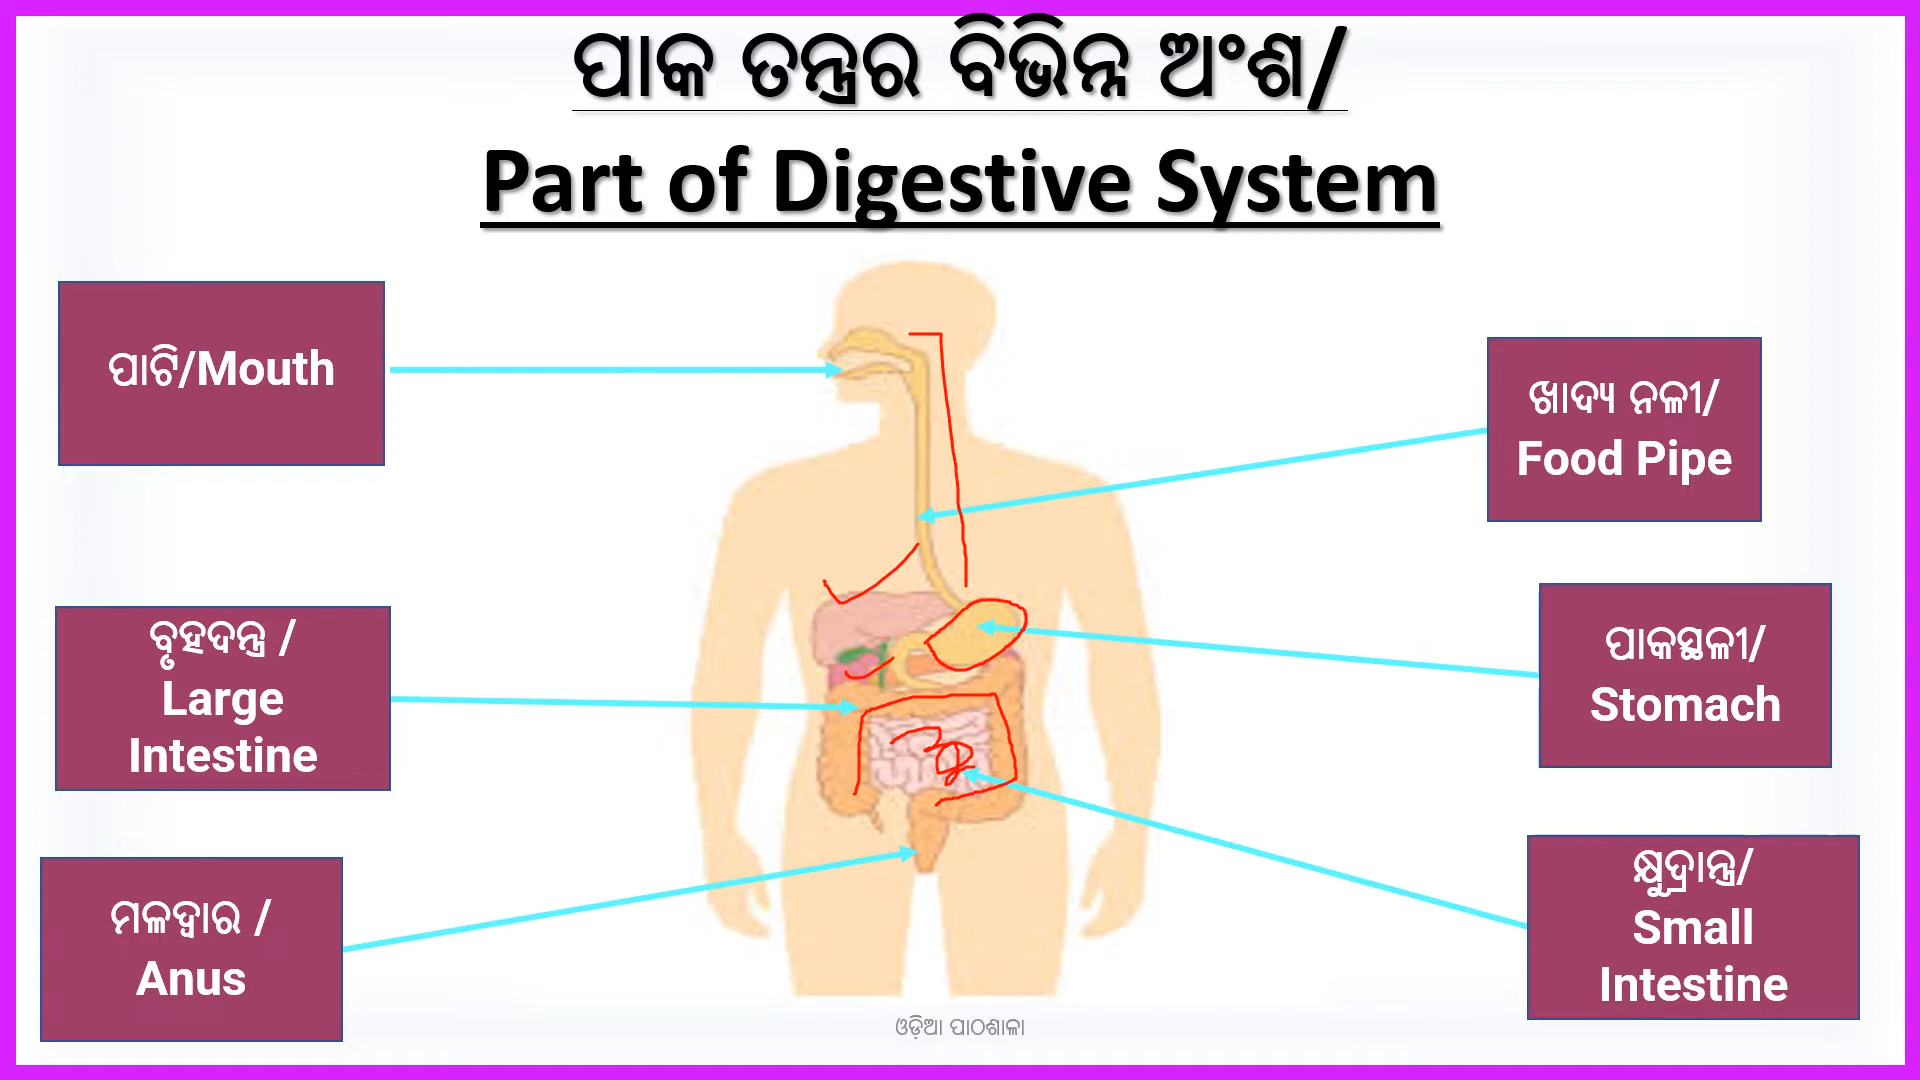 ପାକ ତନ୍ତ୍ରର ବିଭିନ୍ନ ଅଂଶ/
Part of Digestive System
ପାଟି/Mouth
ଖାଦ୍ୟ ନଳୀ/
Food Pipe
ବୃହଦନ୍ତ୍ର /
Large
Intestine
ପାକସ୍ଥଳୀ/
Stomach
ମଳଦ୍ୱାର /
Anus
କ୍ଷୁଦ୍ରାନ୍ତ୍ର/
Small
Intestine
ଓଡ଼ିଆ ପାଠଶାଳା